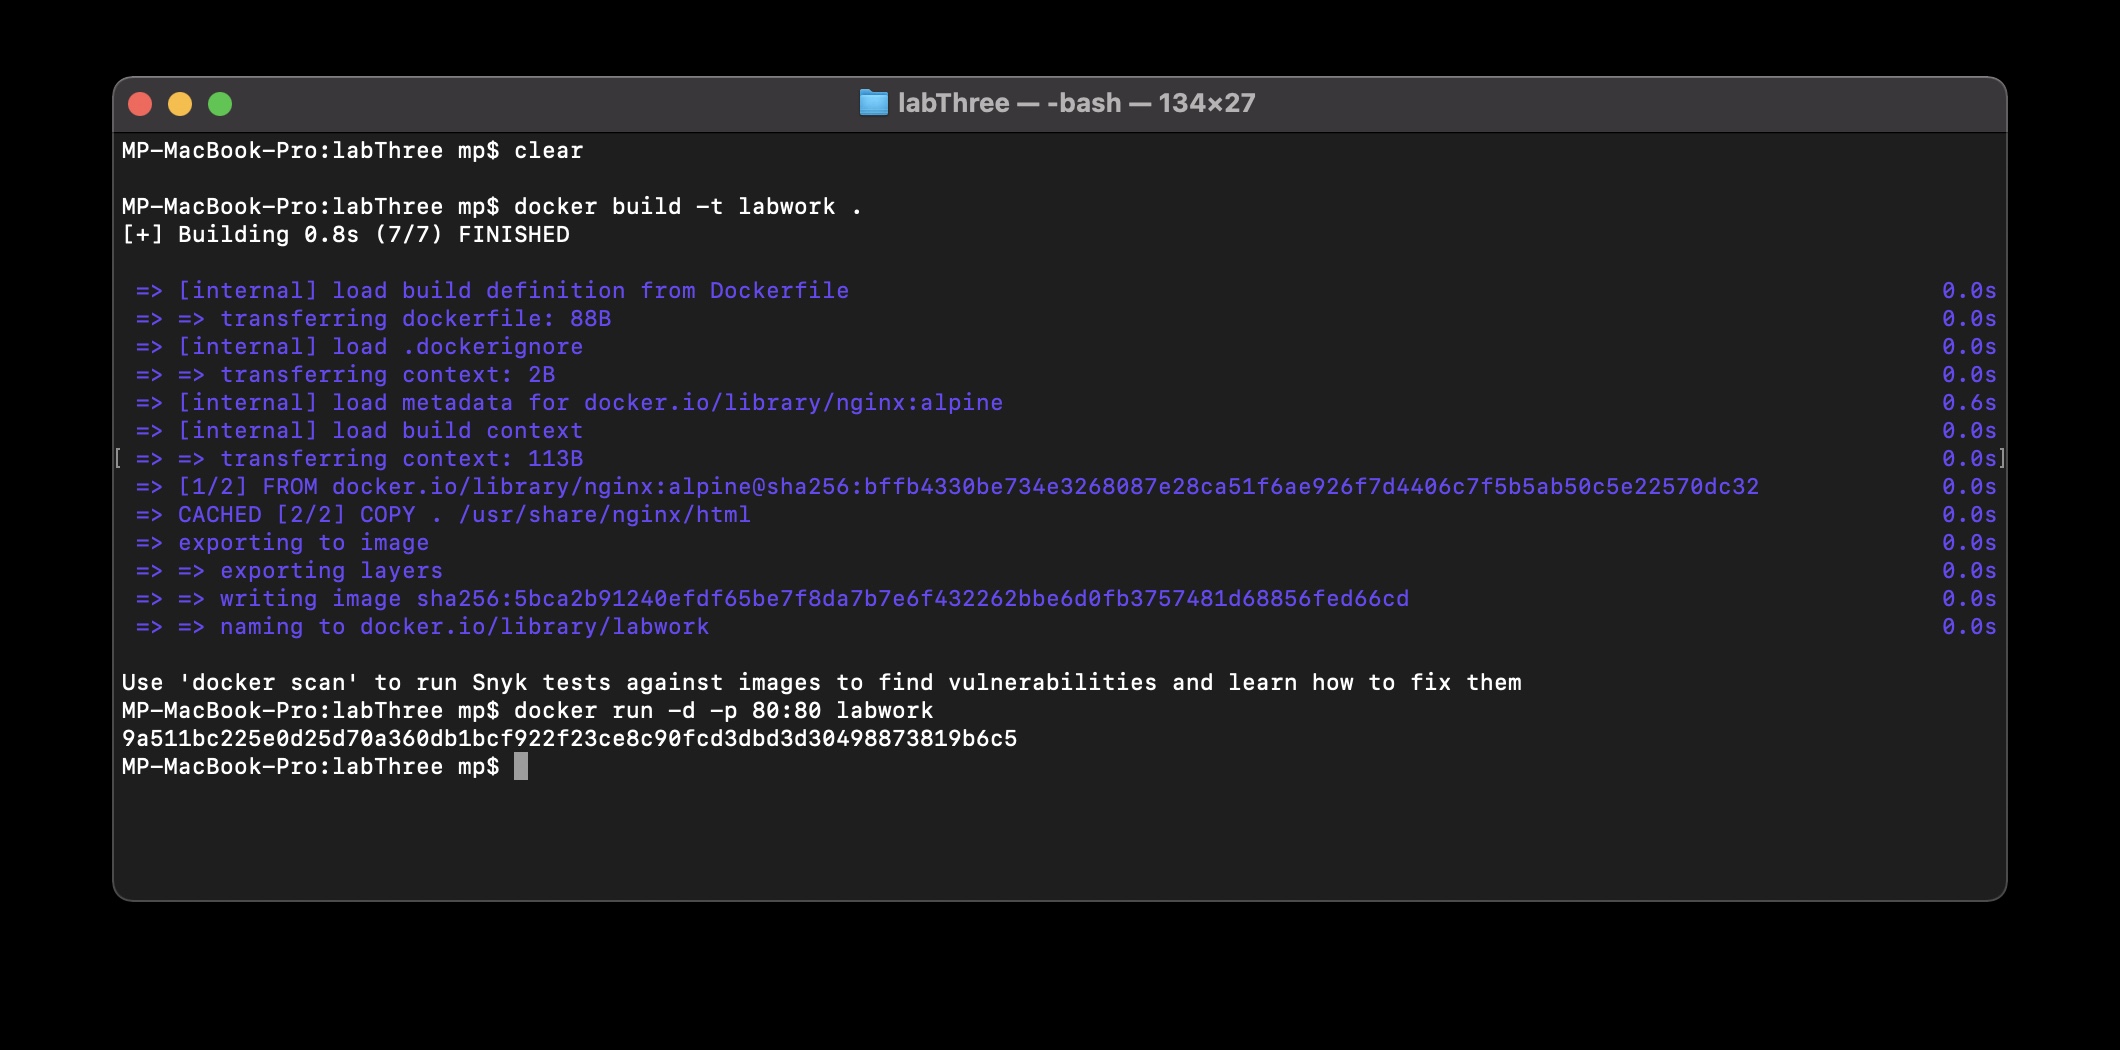 labThree — -bash — 134×27
MP-MacBook-Pro:labThree mp$ clear
MP-MacBook-Pro:labThree mp$ docker build -t labwork .
[+] Building 0.8s (7/7) FINISHED
=> [internal] load build definition from Dockerfile 0.0s
=> => transferring dockerfile: 88B 0.0s
=> [internal] load .dockerignore 0.0s
=> => transferring context: 2B 0.0s
=> [internal] load metadata for docker.io/library/nginx:alpine 0.6s
=> [internal] load build context 0.0s
[ => => transferring context: 113B 0.0s]
=> [1/2] FROM docker.io/library/nginx:alpine@sha256:bffb4330be734e3268087e28ca51f6ae926f7d4406c7f5b5ab50c5e22570dc32 0.0s
=> CACHED [2/2] COPY . /usr/share/nginx/html 0.0s
=> exporting to image 0.0s
=> => exporting layers 0.0s
=> => writing image sha256:5bca2b91240efdf65be7f8da7b7e6f432262bbe6d0fb3757481d68856fed66cd 0.0s
=> => naming to docker.io/library/labwork 0.0s
Use 'docker scan' to run Snyk tests against images to find vulnerabilities and learn how to fix them
MP-MacBook-Pro:labThree mp$ docker run -d -p 80:80 labwork
9a511bc225e0d25d70a360db1bcf922f23ce8c90fcd3dbd3d30498873819b6c5
MP-MacBook-Pro:labThree mp$